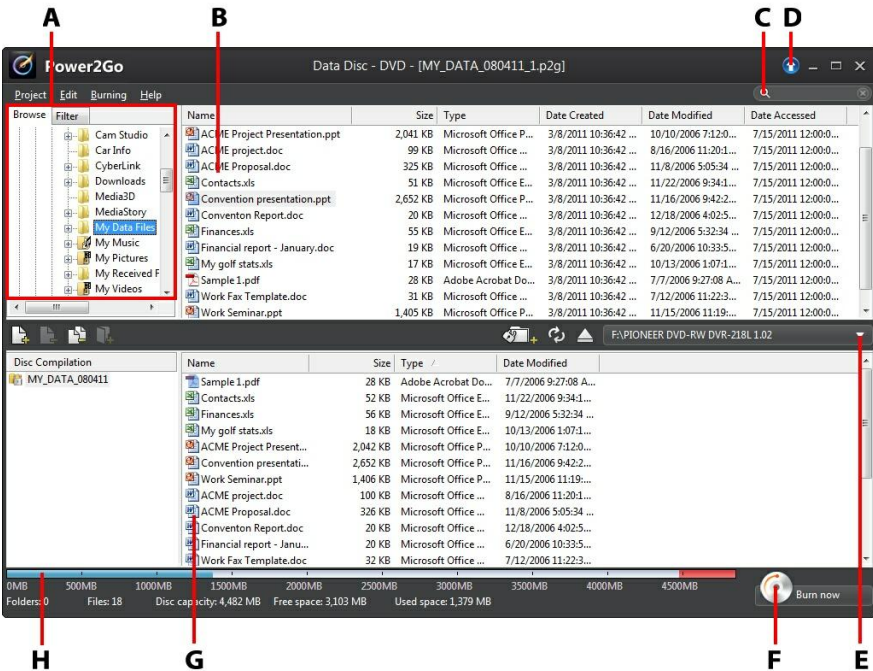 A B C D
Power2Go Data Disc - DVD - [MY_DATA_080411_1.p2g]
Project Edit Burning Help
Browse Filter
Cam Studio
Car Info
CyberLink
Downloads
Media3D
MediaStory
My Data Files
My Music
My Pictures
My Received F
My Videos
Name Size Type Date Created Date Modified Date Accessed
ACME Project Presentation.ppt 2,041 KB Microsoft Office P... 3/8/2011 10:36:42 ... 10/10/2006 7:12:0... 7/15/2011 12:00:0...
ACME project.doc 99 KB Microsoft Office ... 3/8/2011 10:36:42 ... 8/16/2006 11:20:1... 7/15/2011 12:00:0...
ACME Proposal.doc 325 KB Microsoft Office ... 3/8/2011 10:36:42 ... 11/8/2006 5:05:34 ... 7/15/2011 12:00:0...
Contacts.xls 51 KB Microsoft Office E... 3/8/2011 10:36:42 ... 11/22/2006 9:34:1... 7/15/2011 12:00:0...
Convention presentation.ppt 2,652 KB Microsoft Office P... 3/8/2011 10:36:42 ... 11/16/2006 9:42:2... 7/15/2011 12:00:0...
Conventon Report.doc 20 KB Microsoft Office ... 3/8/2011 10:36:42 ... 12/18/2006 4:02:5... 7/15/2011 12:00:0...
Finances.xls 55 KB Microsoft Office E... 3/8/2011 10:36:42 ... 9/12/2006 5:32:34 ... 7/15/2011 12:00:0...
Financial report - January.doc 19 KB Microsoft Office ... 3/8/2011 10:36:42 ... 6/20/2006 10:33:5... 7/15/2011 12:00:0...
My golf stats.xls 17 KB Microsoft Office E... 3/8/2011 10:36:42 ... 10/13/2006 1:07:1... 7/15/2011 12:00:0...
Sample 1.pdf 28 KB Adobe Acrobat Do... 3/8/2011 10:36:42 ... 7/7/2006 9:27:08 A... 7/15/2011 12:00:0...
Work Fax Template.doc 31 KB Microsoft Office ... 3/8/2011 10:36:42 ... 7/12/2006 11:22:3... 7/15/2011 12:00:0...
Work Seminar.ppt 1,405 KB Microsoft Office P... 3/8/2011 10:36:42 ... 11/15/2006 11:19:... 7/15/2011 12:00:0...
F:\PIONEER DVD-RW DVR-218L 1.02
Disc Compilation
MY_DATA_080411
Name Size Type Date Modified
Sample 1.pdf 28 KB Adobe Acrobat Do... 7/7/2006 9:27:08 A...
Contacts.xls 52 KB Microsoft Office E... 11/22/2006 9:34:1...
Finances.xls 56 KB Microsoft Office E... 9/12/2006 5:32:34 ...
My golf stats.xls 18 KB Microsoft Office E... 10/13/2006 1:07:1...
ACME Project Present... 2,042 KB Microsoft Office P... 10/10/2006 7:12:0...
Convention presentati... 2,652 KB Microsoft Office P... 11/16/2006 9:42:2...
Work Seminar.ppt 1,406 KB Microsoft Office P... 11/15/2006 11:19:...
ACME project.doc 100 KB Microsoft Office ... 8/16/2006 11:20:1...
ACME Proposal.doc 326 KB Microsoft Office ... 11/8/2006 5:05:34 ...
Conventon Report.doc 20 KB Microsoft Office ... 12/18/2006 4:02:5...
Financial report - Janu... 20 KB Microsoft Office ... 6/20/2006 10:33:5...
Work Fax Template.doc 32 KB Microsoft Office ... 7/12/2006 11:22:3...
0MB 500MB 1000MB 1500MB 2000MB 2500MB 3000MB 3500MB 4000MB 4500MB
Folders: 0 Files: 18 Disc capacity: 4,482 MB Free space: 3,103 MB Used space: 1,379 MB
Burn now
H G F E